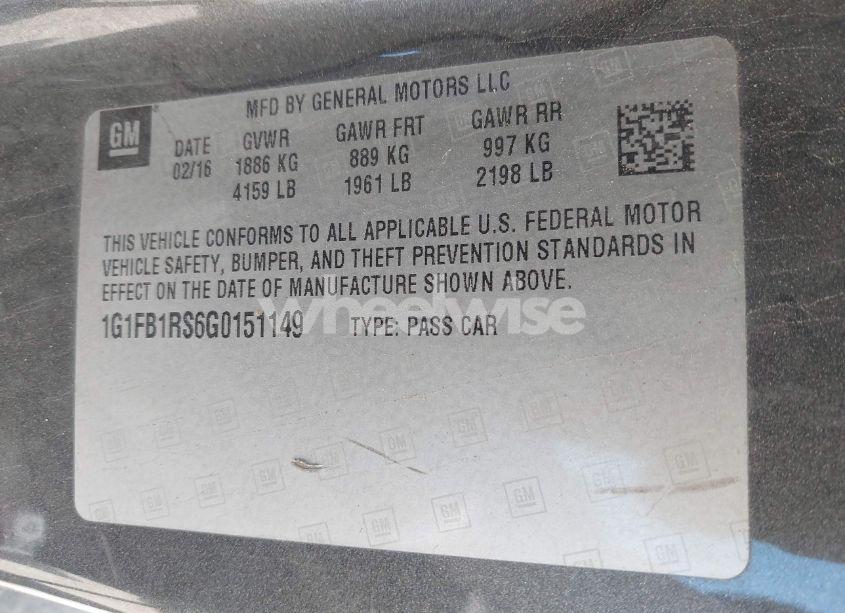 MFD BY GENERAL MOTORS LLC
GM
DATE GVWR GAWR FRT GAWR RR
02/16 1886 KG 889 KG 997 KG
4159 LB 1961 LB 2198 LB
THIS VEHICLE CONFORMS TO ALL APPLICABLE U.S. FEDERAL MOTOR
VEHICLE SAFETY, BUMPER, AND THEFT PREVENTION STANDARDS IN
EFFECT ON THE DATE OF MANUFACTURE SHOWN ABOVE.
1G1FB1RS6G0151149 TYPE: PASS CAR
wheelwise